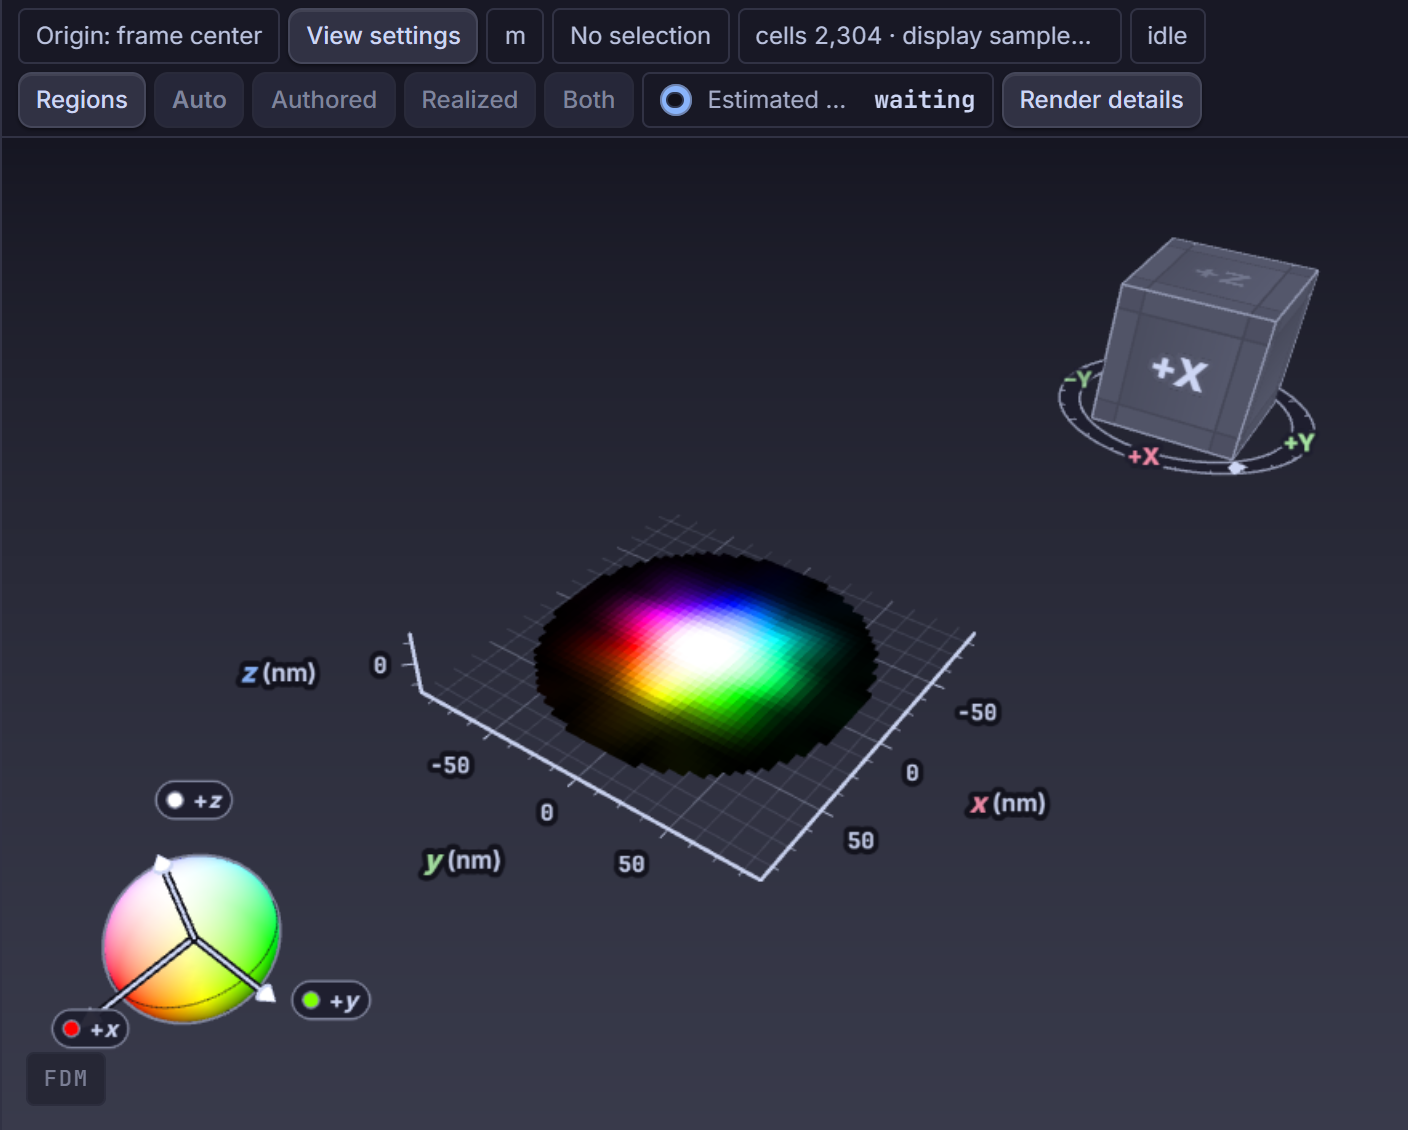 Origin: frame center View settings m No selection cells 2,304 · display sample... idle
Regions Auto Authored Realized Both Estimated ... waiting Render details
+Z
+X
-Y
+Y
+X
z (nm) 0
-50
-50
0
0
x (nm)
50
y (nm) 50
+z
+y
+x
FDM